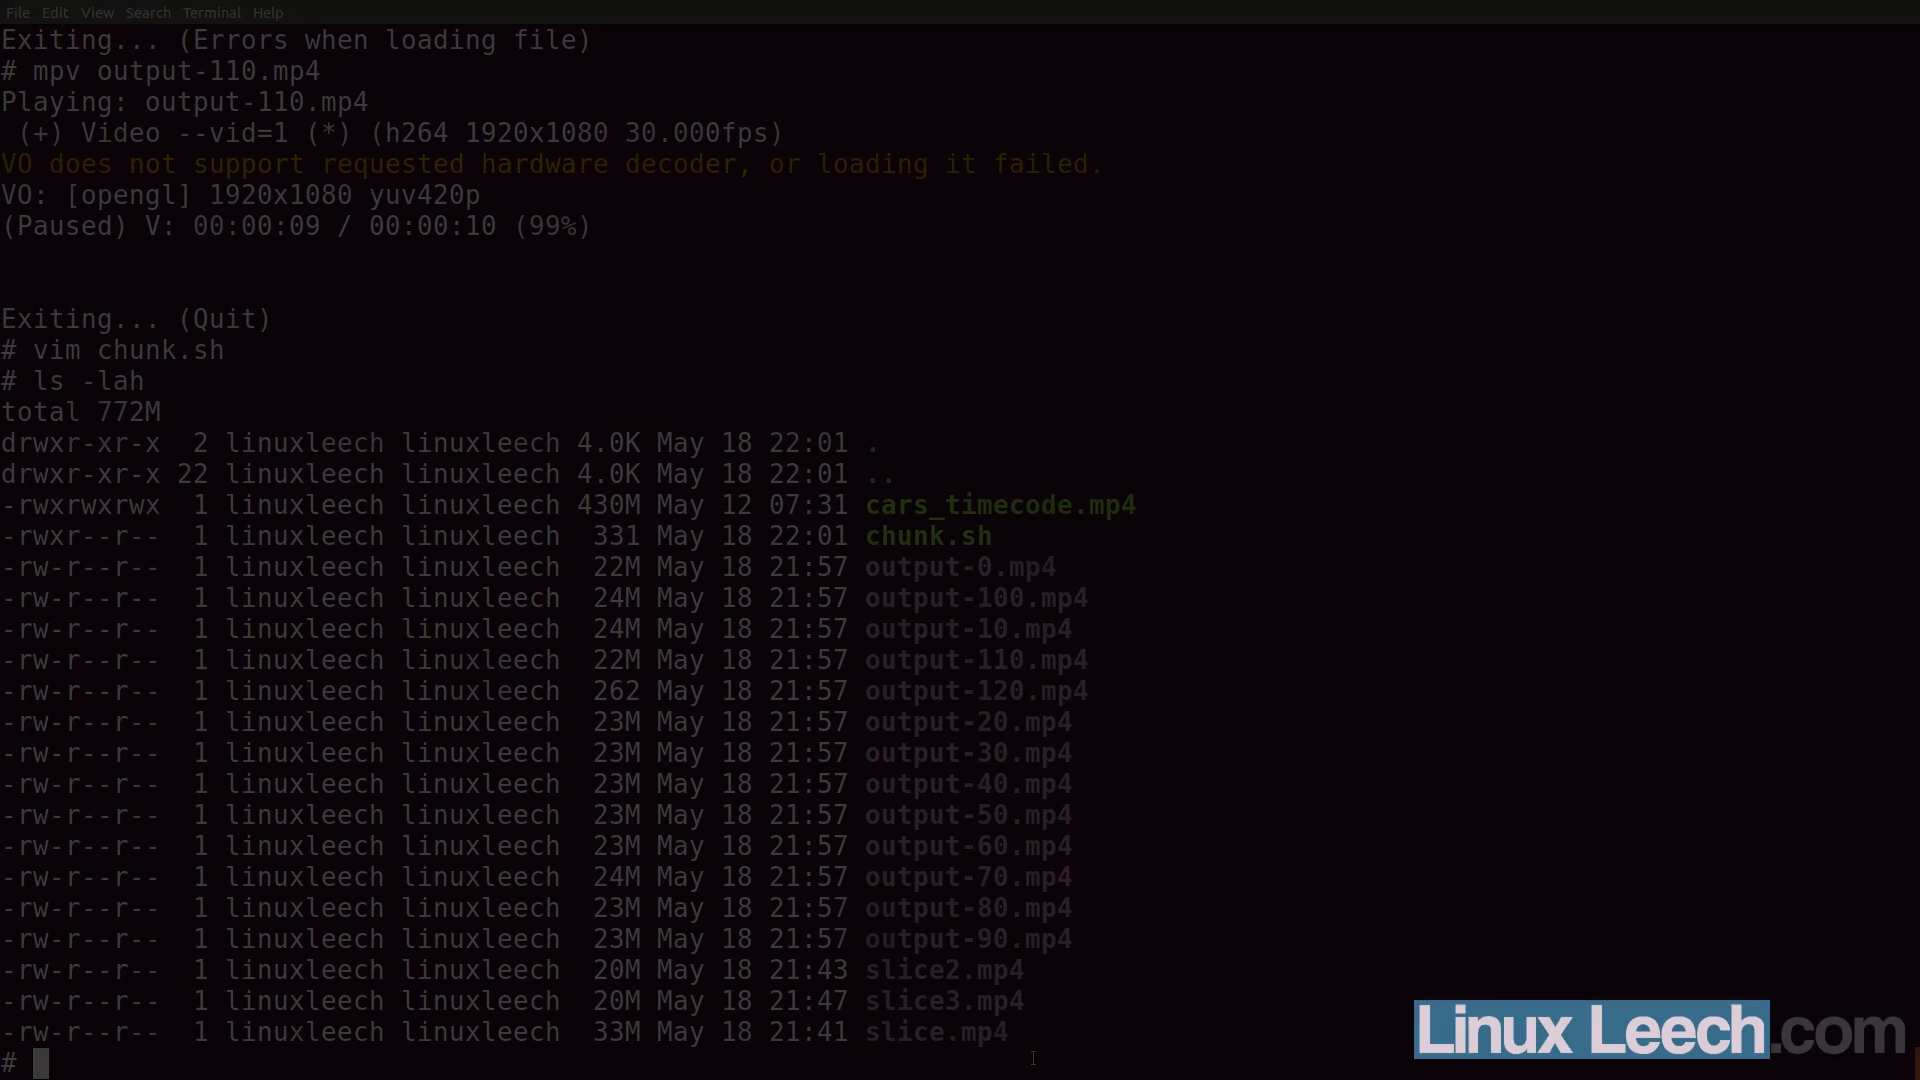 File Edit View Search Terminal Help
Exiting... (Errors when loading file)
# mpv output-110.mp4
Playing: output-110.mp4
 (+) Video --vid=1 (*) (h264 1920x1080 30.000fps)
VO does not support requested hardware decoder, or loading it failed.
VO: [opengl] 1920x1080 yuv420p
(Paused) V: 00:00:09 / 00:00:10 (99%)
Exiting... (Quit)
# vim chunk.sh
# ls -lah
total 772M
drwxr-xr-x  2 linuxleech linuxleech 4.0K May 18 22:01 .
drwxr-xr-x 22 linuxleech linuxleech 4.0K May 18 22:01 ..
-rwxrwxrwx  1 linuxleech linuxleech 430M May 12 07:31 cars_timecode.mp4
-rwxr--r--  1 linuxleech linuxleech  331 May 18 22:01 chunk.sh
-rw-r--r--  1 linuxleech linuxleech  22M May 18 21:57 output-0.mp4
-rw-r--r--  1 linuxleech linuxleech  24M May 18 21:57 output-100.mp4
-rw-r--r--  1 linuxleech linuxleech  24M May 18 21:57 output-10.mp4
-rw-r--r--  1 linuxleech linuxleech  22M May 18 21:57 output-110.mp4
-rw-r--r--  1 linuxleech linuxleech  262 May 18 21:57 output-120.mp4
-rw-r--r--  1 linuxleech linuxleech  23M May 18 21:57 output-20.mp4
-rw-r--r--  1 linuxleech linuxleech  23M May 18 21:57 output-30.mp4
-rw-r--r--  1 linuxleech linuxleech  23M May 18 21:57 output-40.mp4
-rw-r--r--  1 linuxleech linuxleech  23M May 18 21:57 output-50.mp4
-rw-r--r--  1 linuxleech linuxleech  23M May 18 21:57 output-60.mp4
-rw-r--r--  1 linuxleech linuxleech  24M May 18 21:57 output-70.mp4
-rw-r--r--  1 linuxleech linuxleech  23M May 18 21:57 output-80.mp4
-rw-r--r--  1 linuxleech linuxleech  23M May 18 21:57 output-90.mp4
-rw-r--r--  1 linuxleech linuxleech  20M May 18 21:43 slice2.mp4
-rw-r--r--  1 linuxleech linuxleech  20M May 18 21:47 slice3.mp4
-rw-r--r--  1 linuxleech linuxleech  33M May 18 21:41 slice.mp4
#
Linux Leech.com